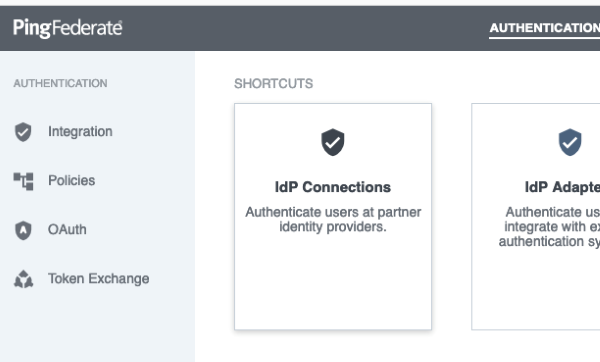 PingFederate
AUTHENTICATION
AUTHENTICATION
SHORTCUTS
Integration
Policies
OAuth
Token Exchange
IdP Connections
Authenticate users at partner
identity providers.
IdP Adapte
Authenticate us
integrate with ex
authentication sy